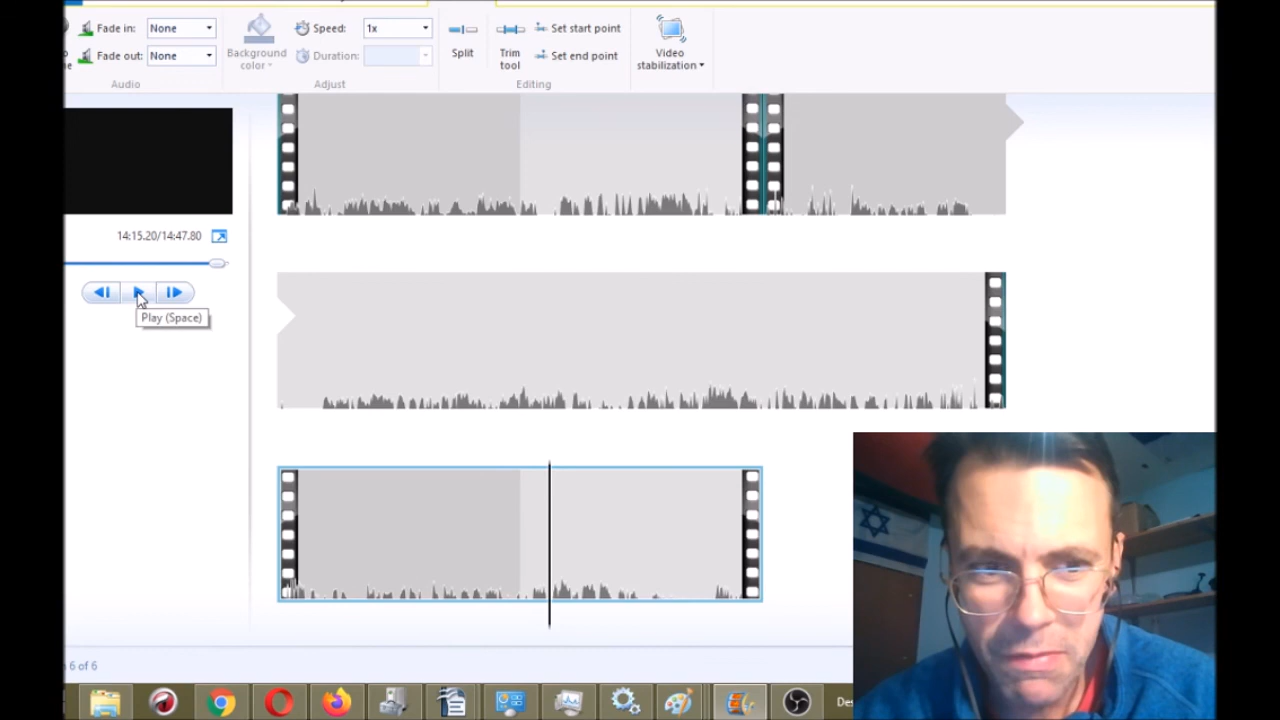 Fade in: None
Fade out: None
Audio
Background color
Speed: 1x
Duration:
Adjust
Split
Trim tool
Set start point
Set end point
Editing
Video stabilization
14:15.20/14:47.80
Play (Space)
6 of 6